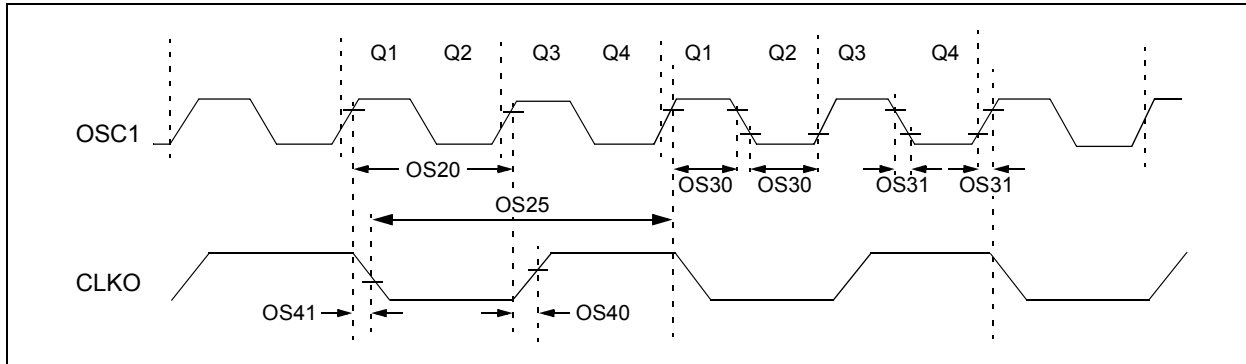 Q1 Q2 Q3 Q4 Q1 Q2 Q3 Q4
OSC1
OS20 OS30 OS30 OS31 OS31
OS25
CLKO
OS41 OS40